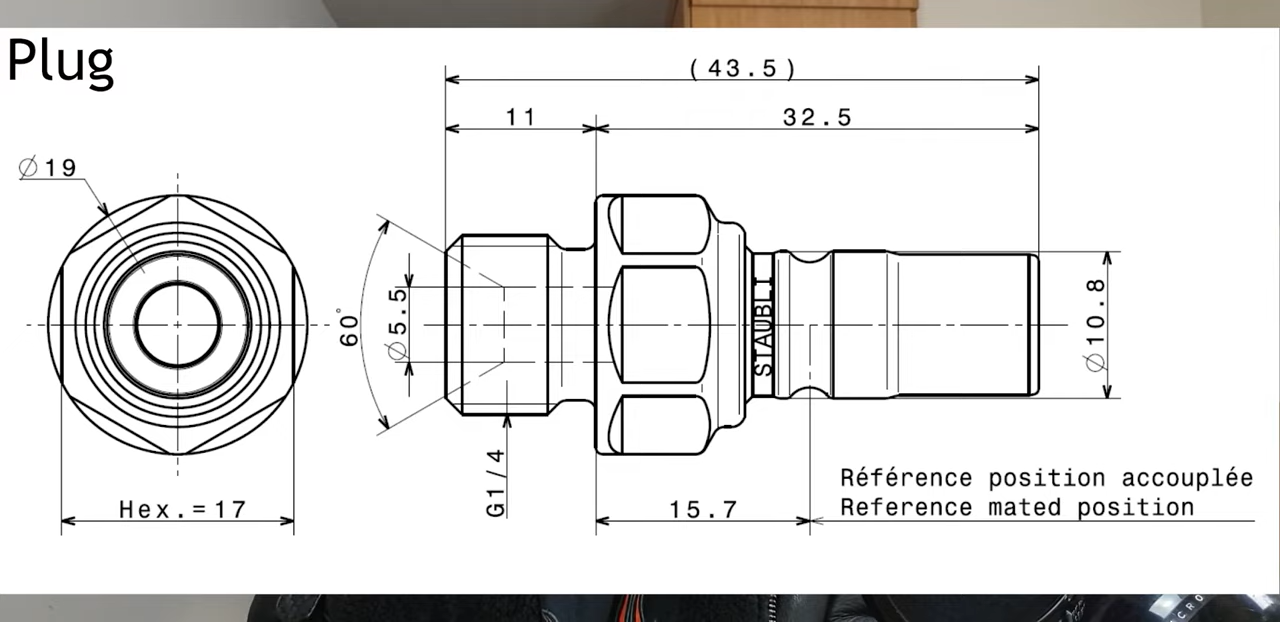 Plug
(43.5)
11
32.5
Ø19
60°
Ø5.5
STAUBLI
Ø10.8
G1/4
Hex.=17
15.7
Référence position accouplée
Reference mated position
CRO